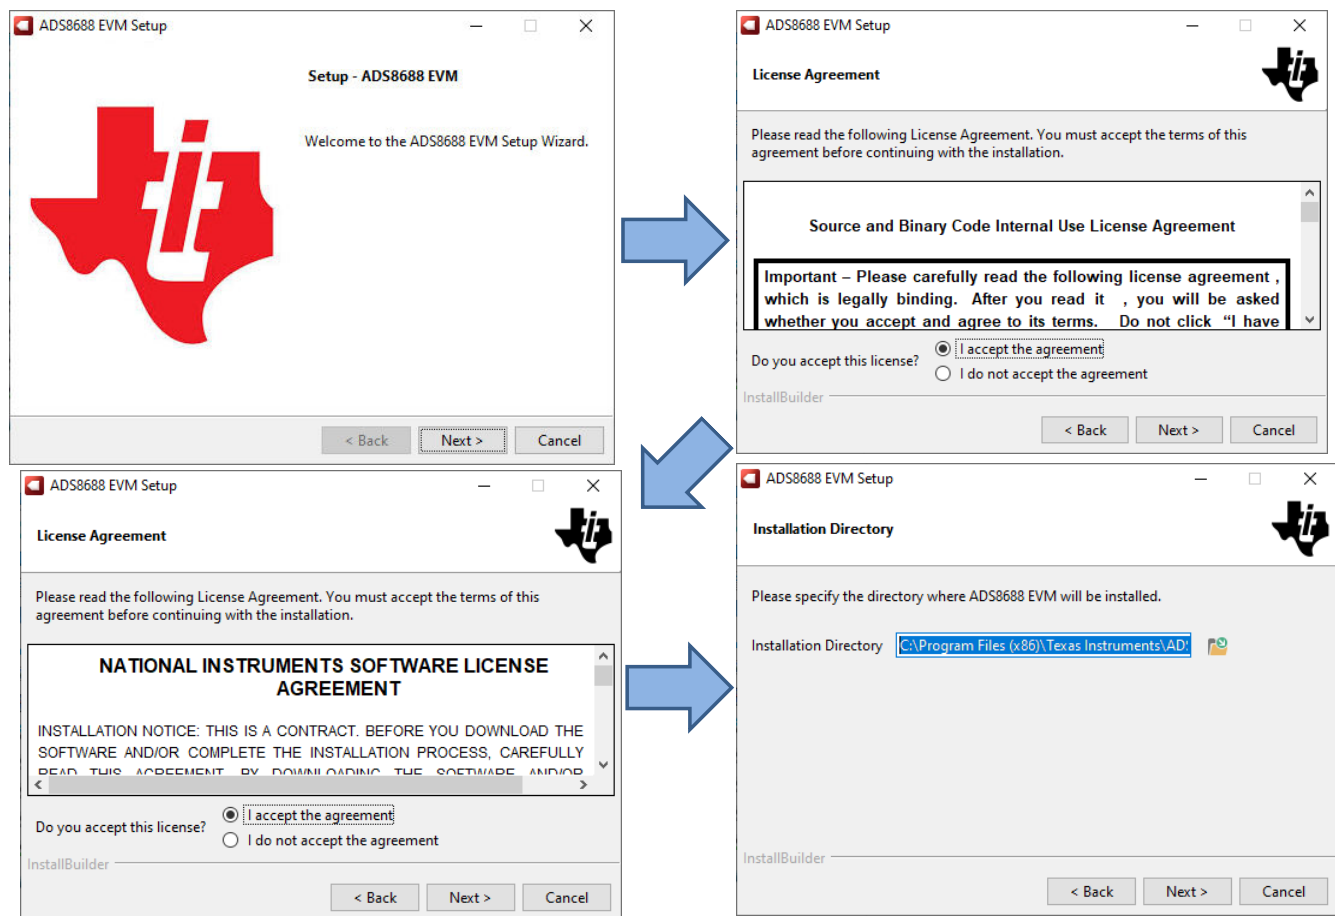 ADS8688 EVM Setup
Setup - ADS8688 EVM
Welcome to the ADS8688 EVM Setup Wizard.
< Back
Next >
Cancel
ADS8688 EVM Setup
License Agreement
Please read the following License Agreement. You must accept the terms of this
agreement before continuing with the installation.
Source and Binary Code Internal Use License Agreement
Important – Please carefully read the following license agreement ,
which is legally binding. After you read it , you will be asked
whether you accept and agree to its terms. Do not click “I have
Do you accept this license?
I accept the agreement
I do not accept the agreement
InstallBuilder
< Back
Next >
Cancel
ADS8688 EVM Setup
License Agreement
Please read the following License Agreement. You must accept the terms of this
agreement before continuing with the installation.
NATIONAL INSTRUMENTS SOFTWARE LICENSE
AGREEMENT
INSTALLATION NOTICE: THIS IS A CONTRACT. BEFORE YOU DOWNLOAD THE
SOFTWARE AND/OR COMPLETE THE INSTALLATION PROCESS, CAREFULLY
READ THIS AGREEMENT. BY DOWNLOADING THE SOFTWARE AND/OR
Do you accept this license?
I accept the agreement
I do not accept the agreement
InstallBuilder
< Back
Next >
Cancel
ADS8688 EVM Setup
Installation Directory
Please specify the directory where ADS8688 EVM will be installed.
Installation Directory
C:\Program Files (x86)\Texas Instruments\AD
InstallBuilder
< Back
Next >
Cancel